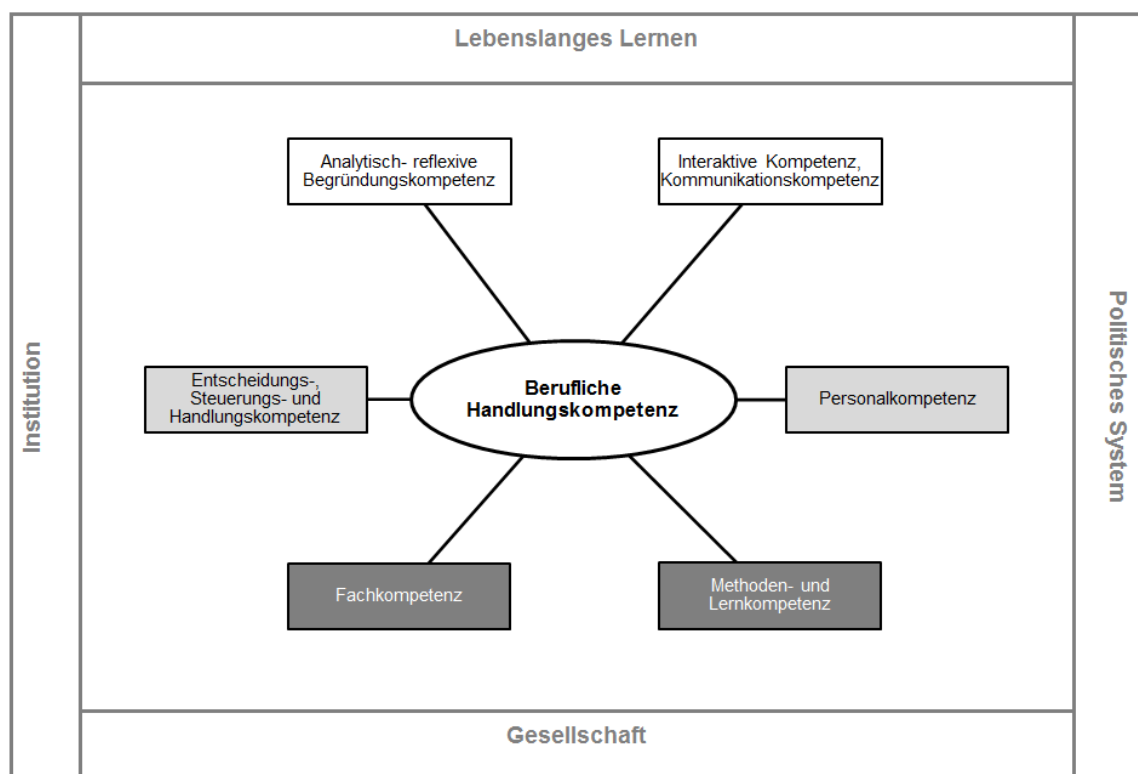 Lebenslanges Lernen
Analytisch- reflexive
Begründungskompetenz
Interaktive Kompetenz,
Kommunikationskompetenz
Institution
Politisches System
Entscheidungs-,
Steuerungs- und
Handlungskompetenz
Berufliche
Handlungskompetenz
Personalkompetenz
Fachkompetenz
Methoden- und
Lernkompetenz
Gesellschaft